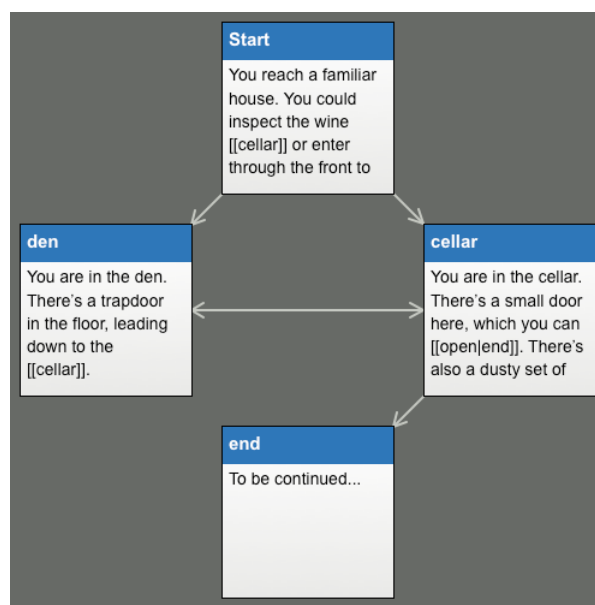 Start
You reach a familiar
house. You could
inspect the wine
[[cellar]] or enter
through the front to
den
You are in the den.
There's a trapdoor
in the floor, leading
down to the
[[cellar]].
cellar
You are in the cellar.
There's a small door
here, which you can
[[open|end]]. There's
also a dusty set of
end
To be continued...